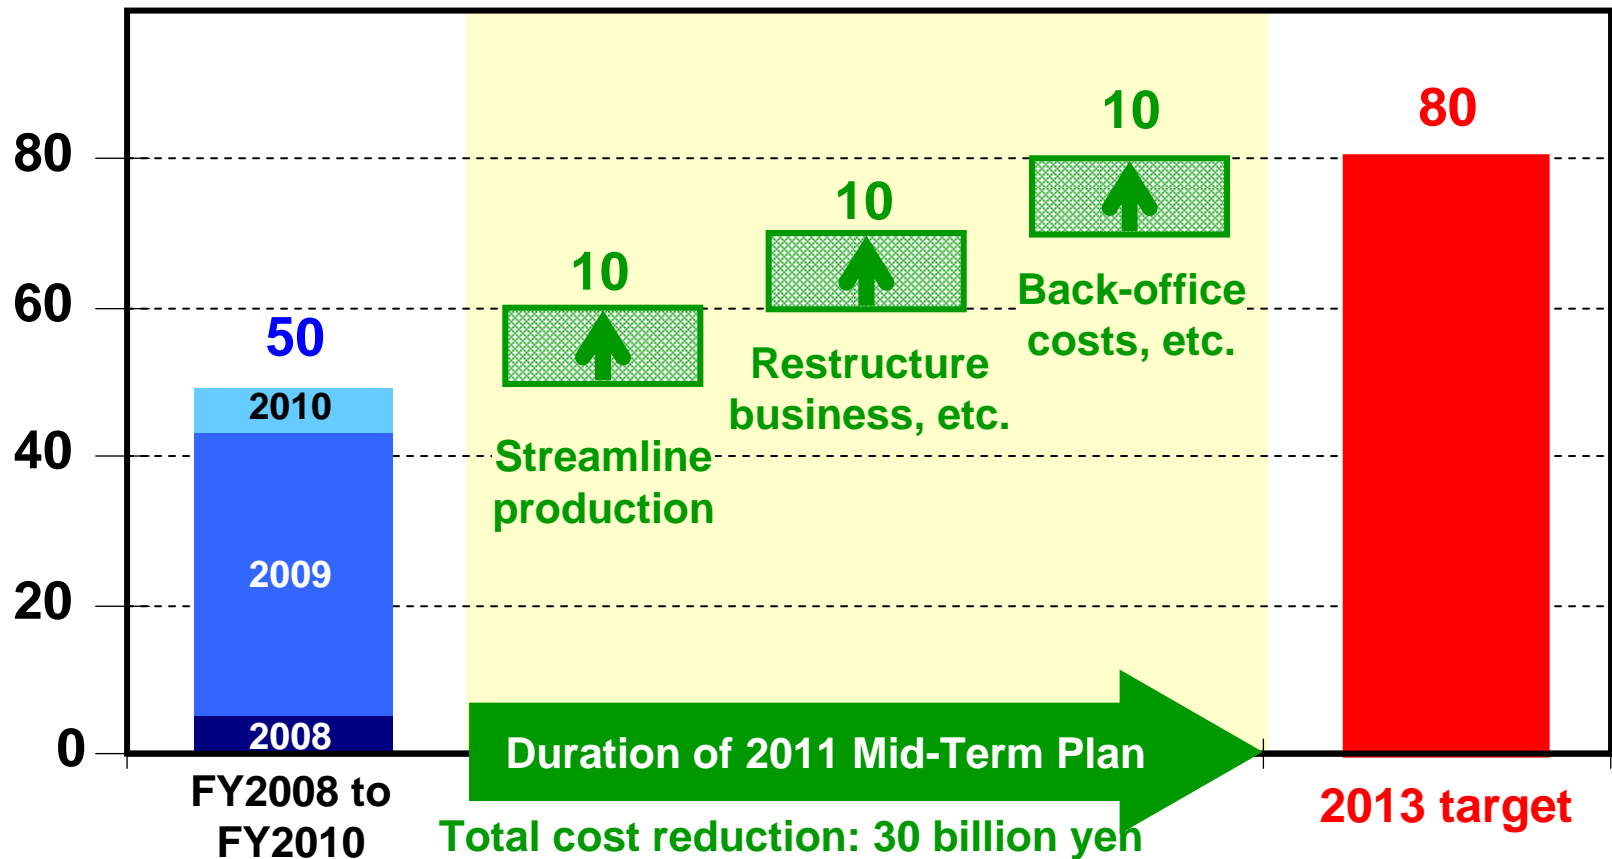 80
60
40
20
0
50
2010
2009
2008
FY2008 to
FY2010
10
Streamline
production
10
Restructure
business, etc.
10
Back-office
costs, etc.
80
Duration of 2011 Mid-Term Plan
Total cost reduction: 30 billion yen
2013 target